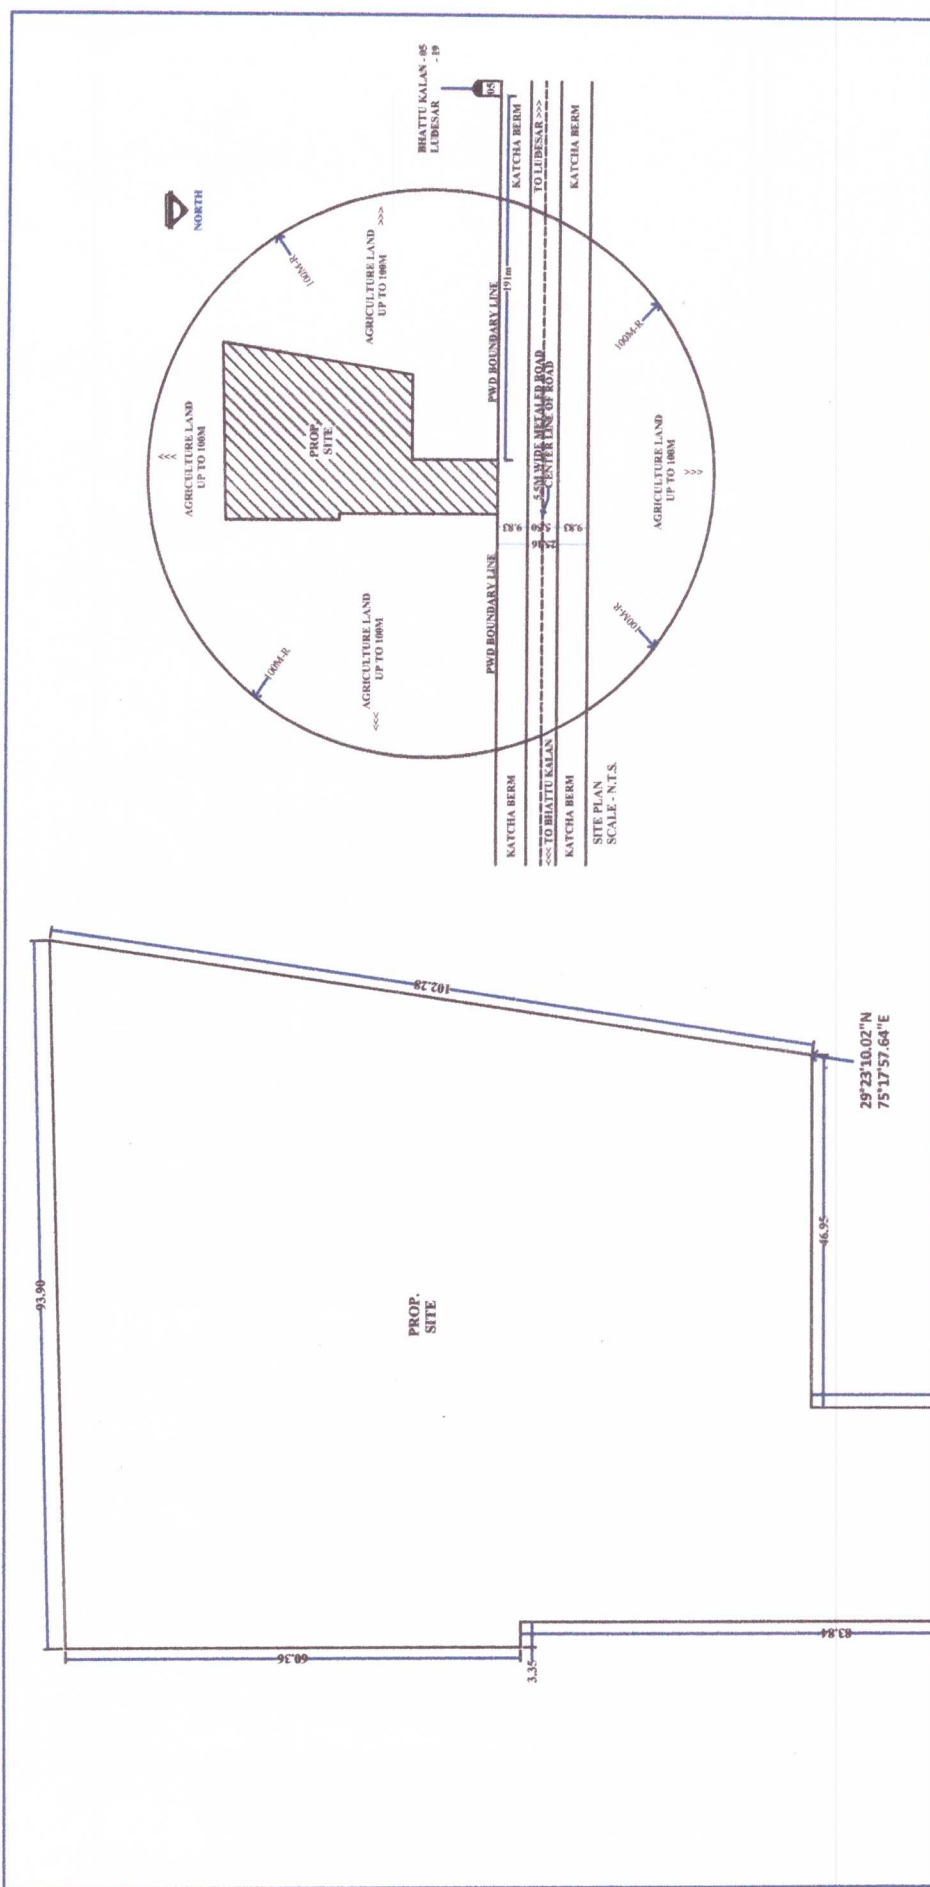 93.90
102.28
PROP.
SITE
60.36
3.35
83.84
46.95
29°23'10.02"N
75°17'57.64"E
NORTH
BHATTU KALAN - 05
LUDESAR - 19
05
100M-R
100M-R
100M-R
100M-R
AGRICULTURE LAND
UP TO 100M
>>>
AGRICULTURE LAND
UP TO 100M
>>>
AGRICULTURE LAND
UP TO 100M
<<<
AGRICULTURE LAND
UP TO 100M
>>>
PROP.
SITE
PWD BOUNDARY LINE
PWD BOUNDARY LINE
191m
KATCHA BERM
KATCHA BERM
TO LUDESAR >>>
KATCHA BERM
KATCHA BERM
5.5M WIDE METALED ROAD
CENTER LINE OF ROAD
<<< TO BHATTU KALAN
9.83
9.83
SITE PLAN
SCALE - N.T.S.